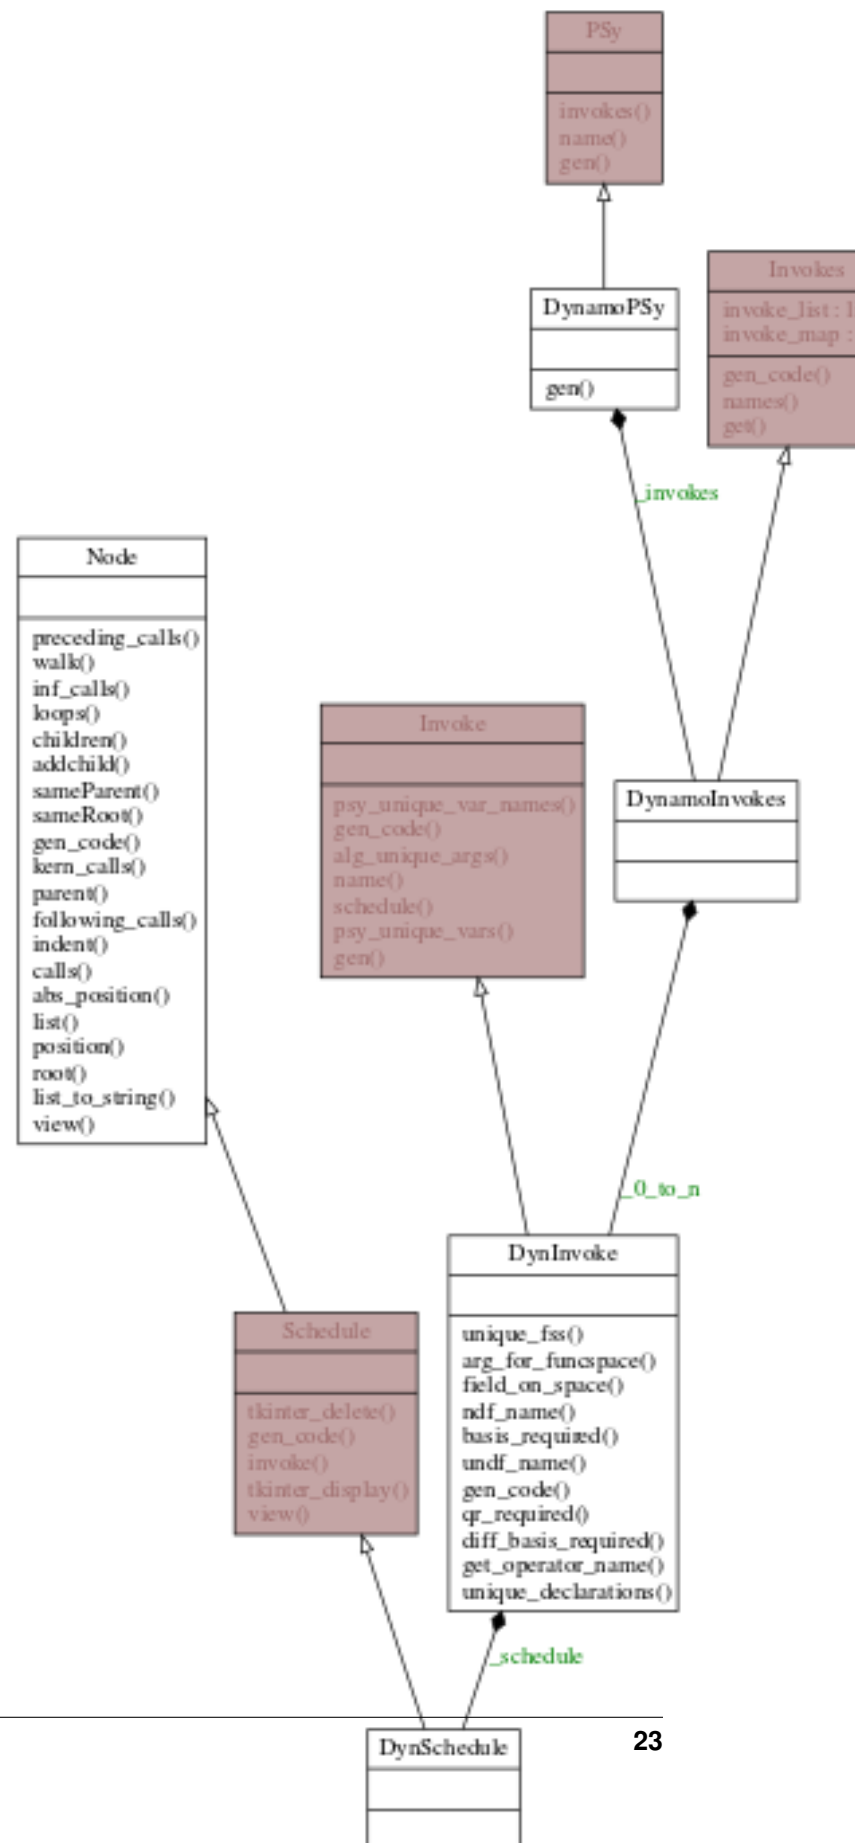 PSy
invokes()
name()
gen()
DynamoPSy
gen()
Invokes
invoke_list :
invoke_map :
gen_code()
names()
get()
_invokes
Node
preceding_calls()
walk()
inf_calls()
loops()
children()
addchild()
sameParent()
sameRoot()
gen_code()
kern_calls()
parent()
following_calls()
indent()
calls()
abs_position()
list()
position()
root()
list_to_string()
view()
Invoke
psy_unique_var_names()
gen_code()
alg_unique_args()
name()
schedule()
psy_unique_vars()
gen()
DynamoInvokes
_0_to_n
DynInvoke
unique_fss()
arg_for_funcspace()
field_on_space()
ndf_name()
basis_required()
undf_name()
gen_code()
qr_required()
diff_basis_required()
get_operator_name()
unique_declarations()
Schedule
tkinter_delete()
gen_code()
invoke()
tkinter_display()
view()
_schedule
23
DynSchedule